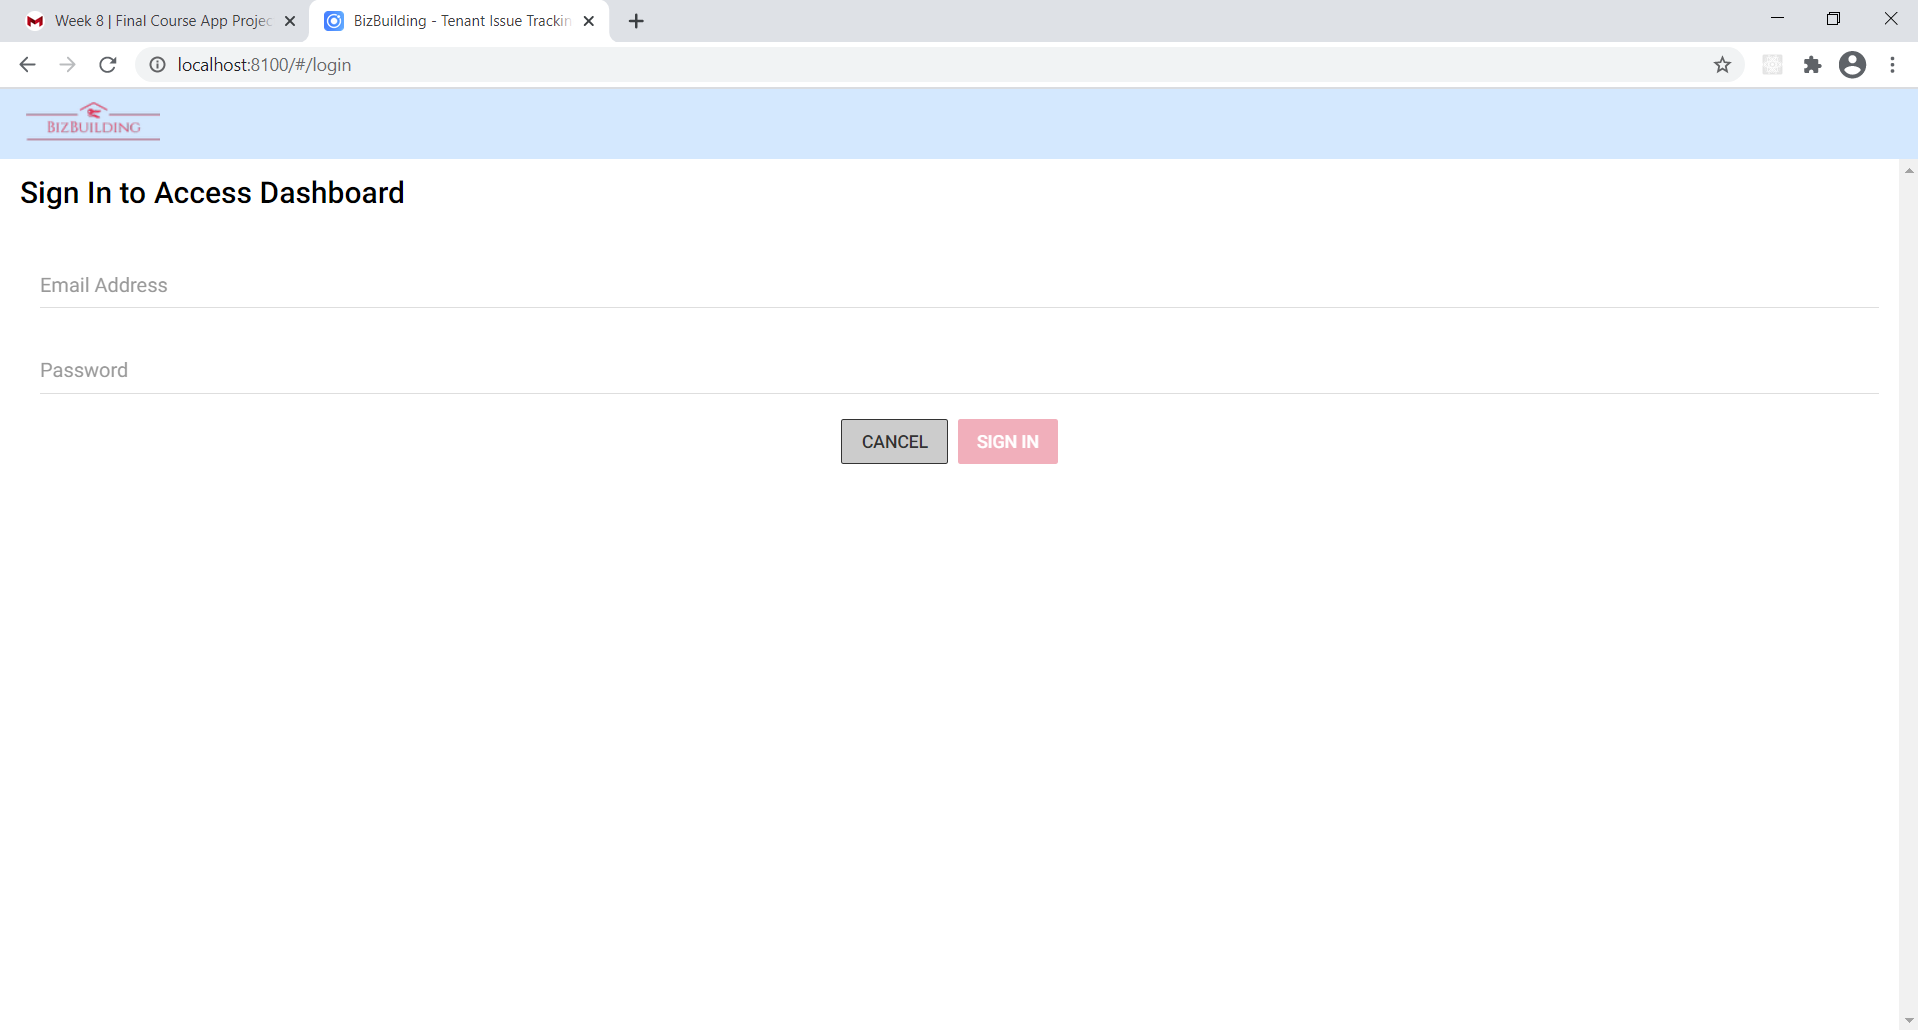 Week 8 | Final Course App Projec
BizBuilding - Tenant Issue Trackin
localhost:8100/#/login
BIZBUILDING
Sign In to Access Dashboard
Email Address
Password
CANCEL SIGN IN